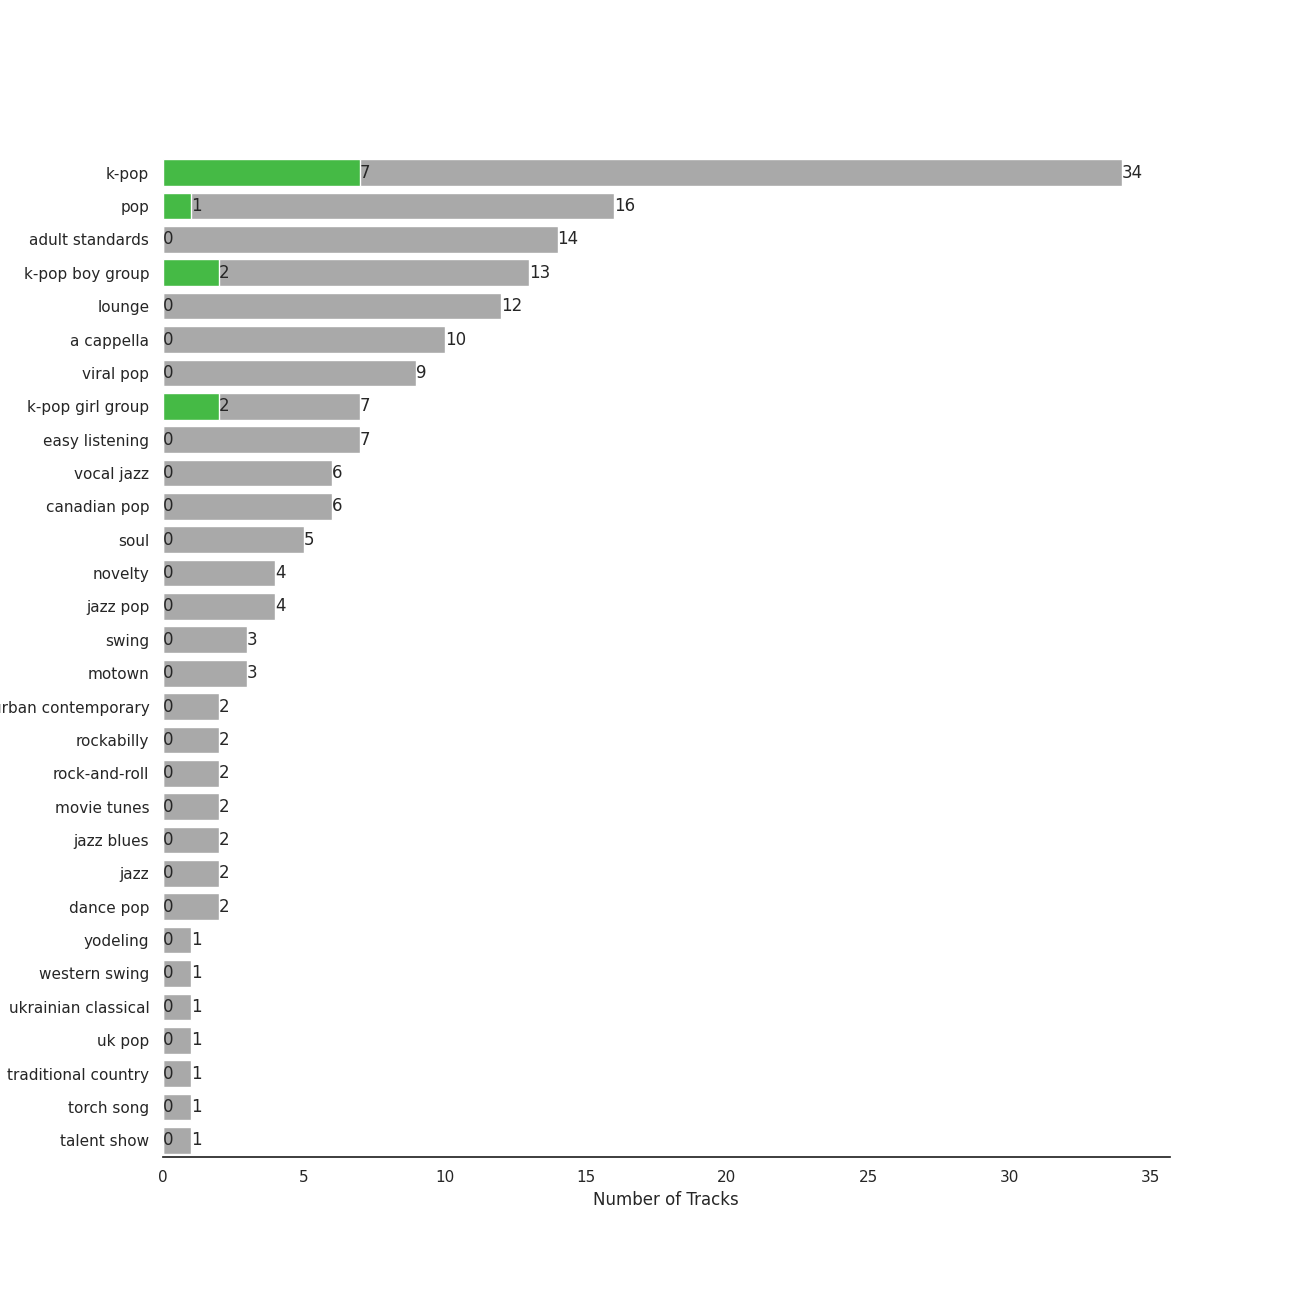 k-pop 7 34
pop 1 16
adult standards 0 14
k-pop boy group 2 13
lounge 0 12
a cappella 0 10
viral pop 0 9
k-pop girl group 2 7
easy listening 0 7
vocal jazz 0 6
canadian pop 0 6
soul 0 5
novelty 0 4
jazz pop 0 4
swing 0 3
motown 0 3
rban contemporary 0 2
rockabilly 0 2
rock-and-roll 0 2
movie tunes 0 2
jazz blues 0 2
jazz 0 2
dance pop 0 2
yodeling 0 1
western swing 0 1
ukrainian classical 0 1
uk pop 0 1
traditional country 0 1
torch song 0 1
talent show 0 1
0 5 10 15 20 25 30 35
Number of Tracks